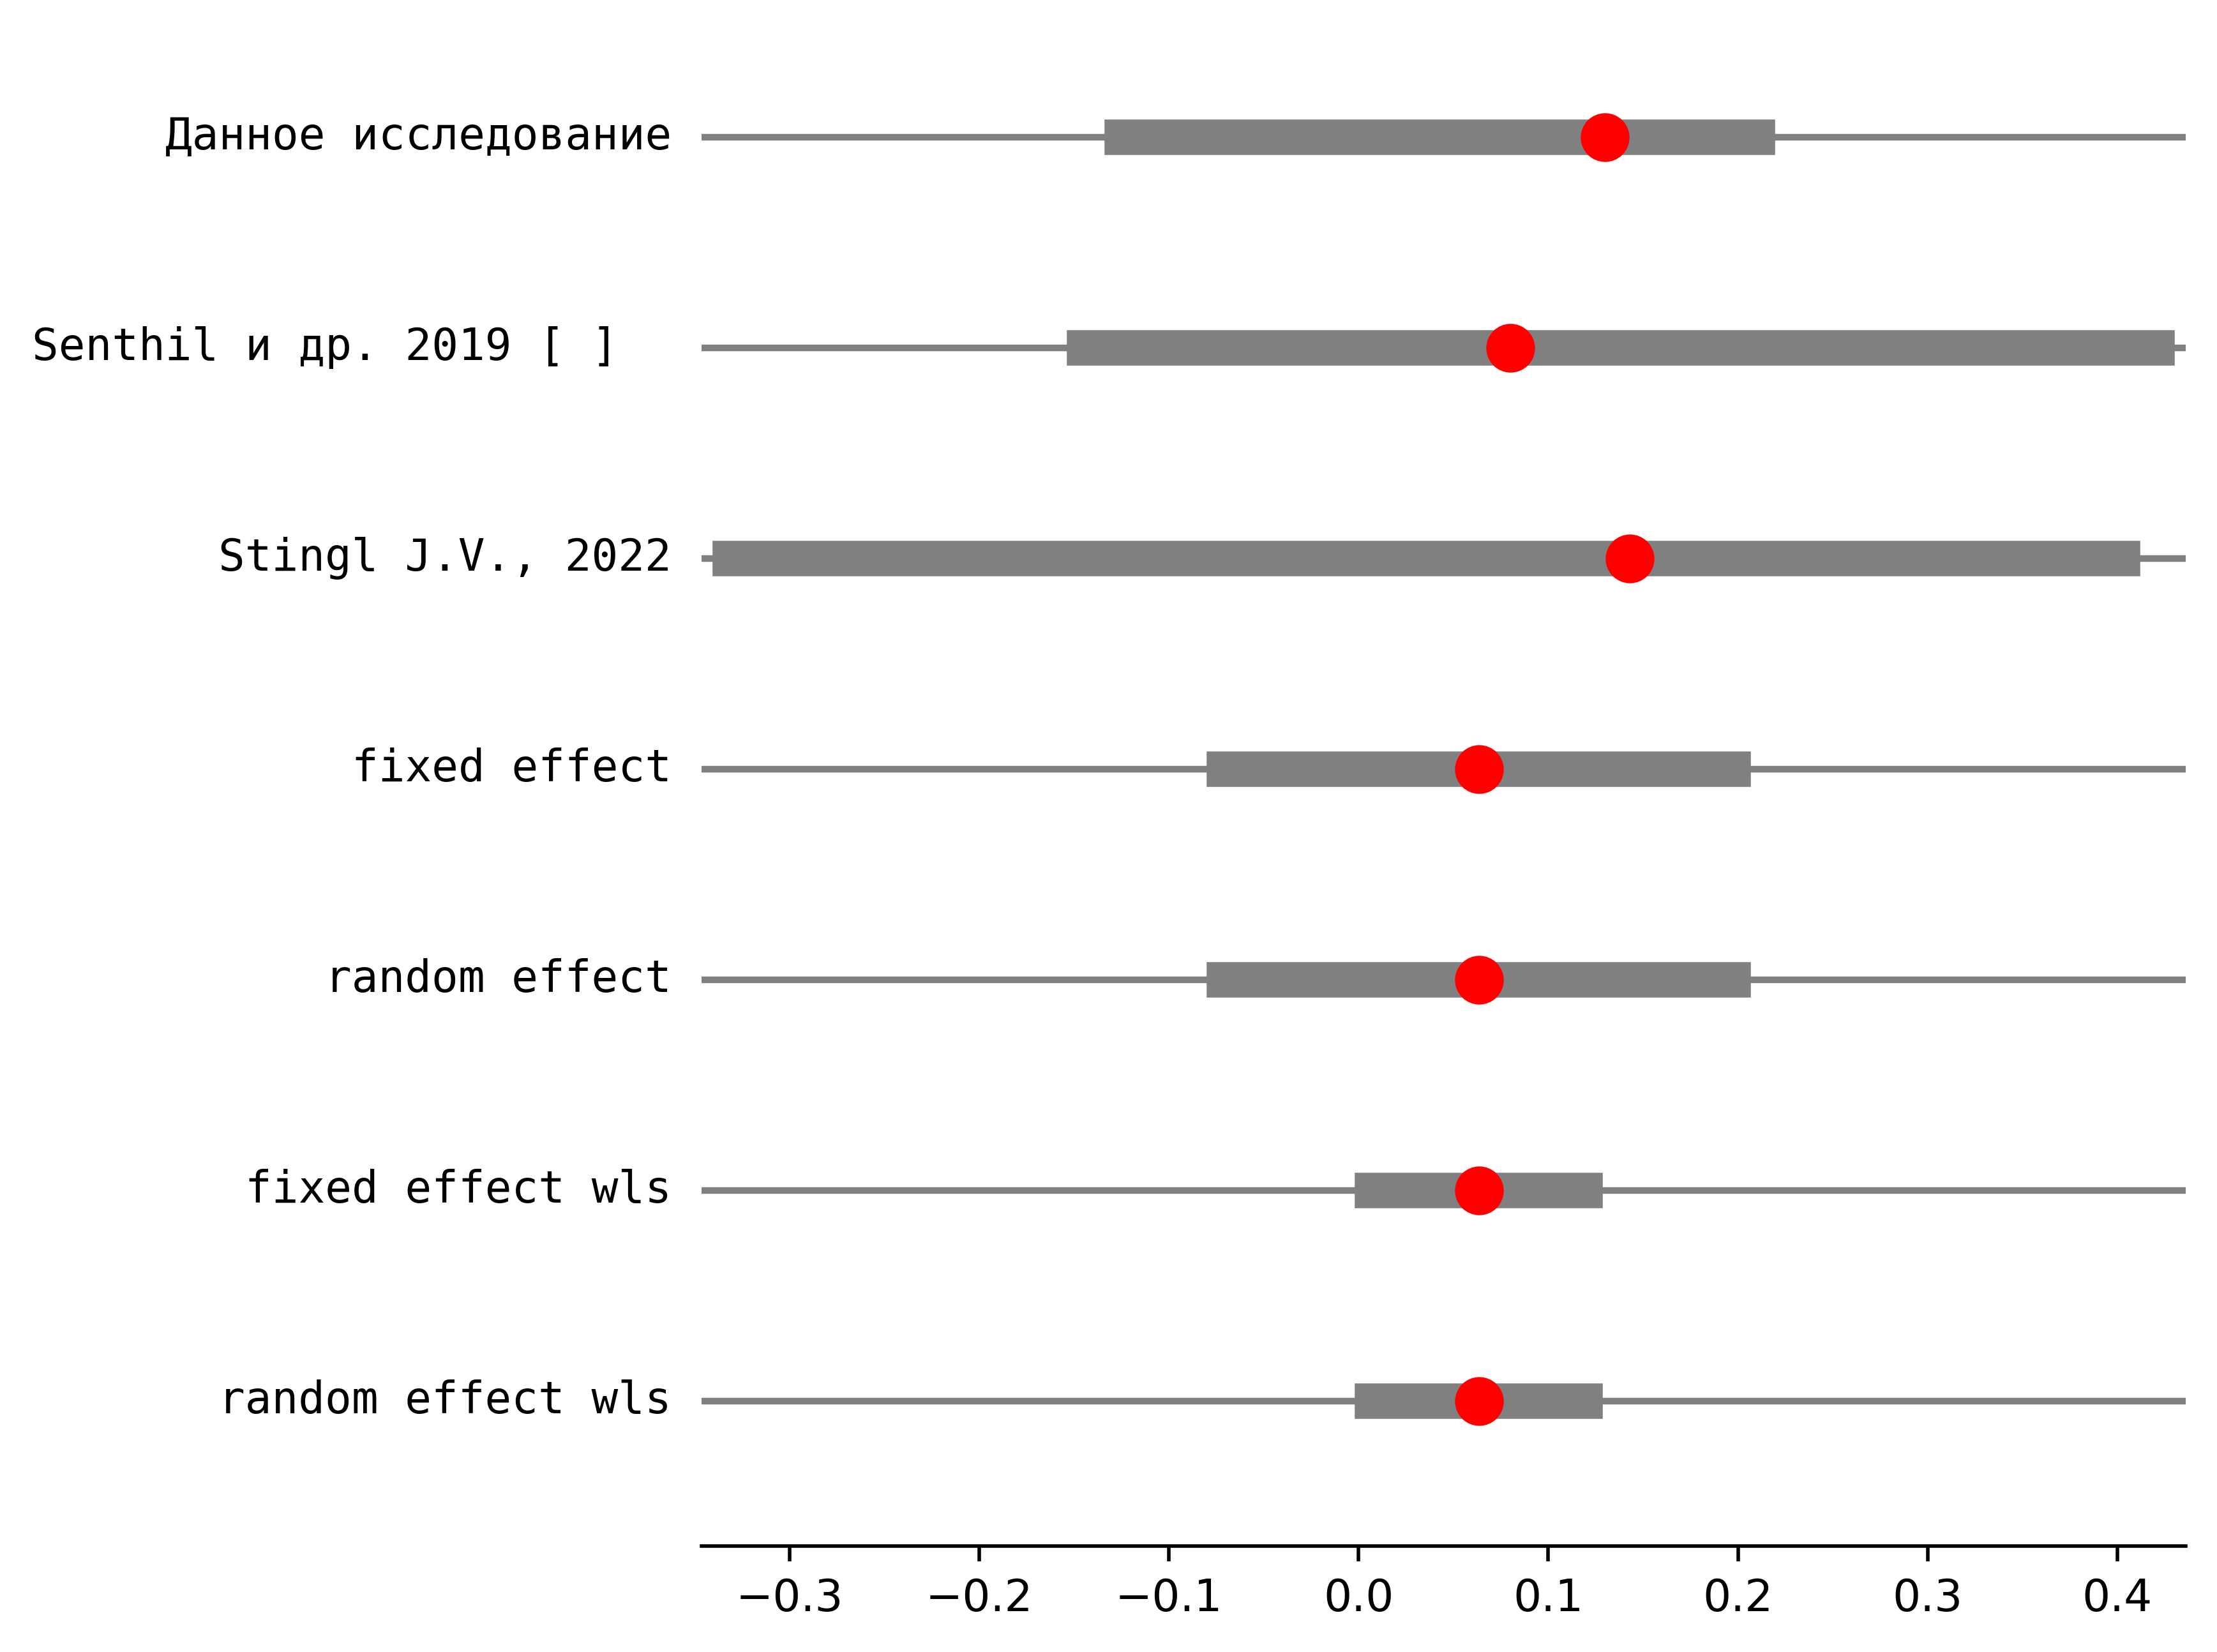 Данное исследование
Senthil и др. 2019 [ ]
Stingl J.V., 2022
fixed effect
random effect
fixed effect wls
random effect wls
−0.3 −0.2 −0.1 0.0 0.1 0.2 0.3 0.4